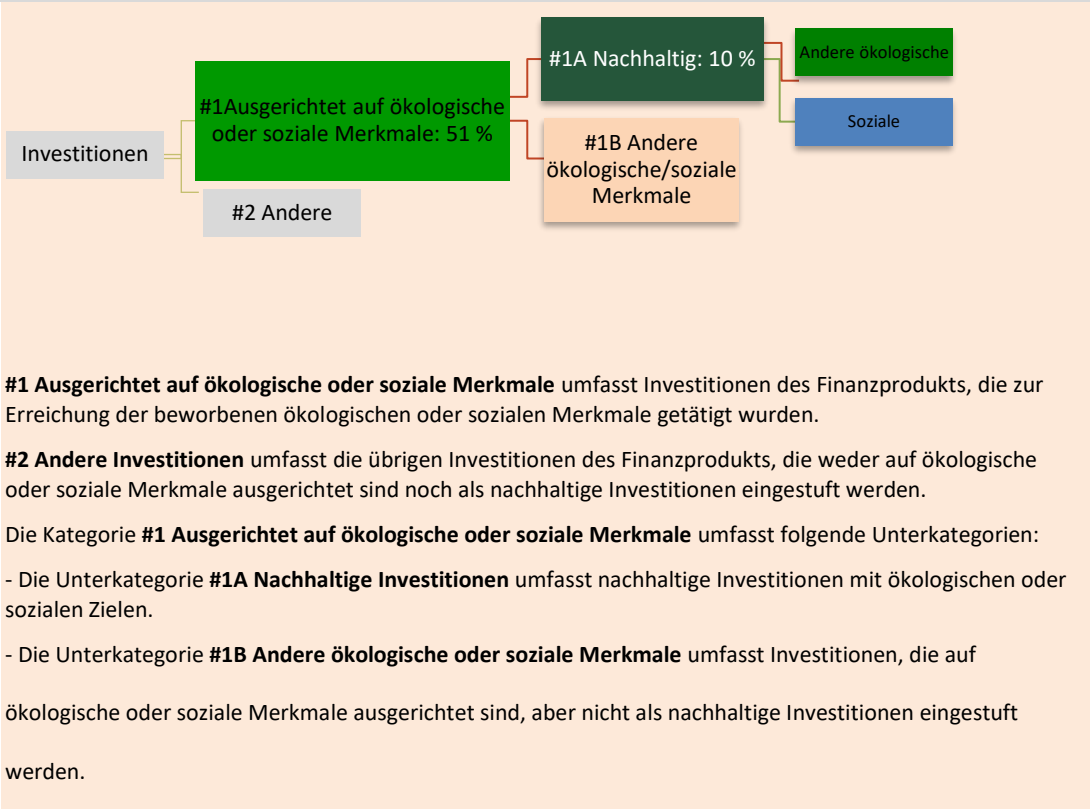 Investitionen
#1Ausgerichtet auf ökologische
oder soziale Merkmale: 51 %
#2 Andere
#1A Nachhaltig: 10 %
#1B Andere
ökologische/soziale
Merkmale
Andere ökologische
Soziale
#1 Ausgerichtet auf ökologische oder soziale Merkmale umfasst Investitionen des Finanzprodukts, die zur
Erreichung der beworbenen ökologischen oder sozialen Merkmale getätigt wurden.
#2 Andere Investitionen umfasst die übrigen Investitionen des Finanzprodukts, die weder auf ökologische
oder soziale Merkmale ausgerichtet sind noch als nachhaltige Investitionen eingestuft werden.
Die Kategorie #1 Ausgerichtet auf ökologische oder soziale Merkmale umfasst folgende Unterkategorien:
- Die Unterkategorie #1A Nachhaltige Investitionen umfasst nachhaltige Investitionen mit ökologischen oder
sozialen Zielen.
- Die Unterkategorie #1B Andere ökologische oder soziale Merkmale umfasst Investitionen, die auf
ökologische oder soziale Merkmale ausgerichtet sind, aber nicht als nachhaltige Investitionen eingestuft
werden.